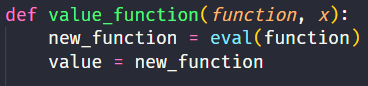 def value_function(function, x):
    new_function = eval(function)
    value = new_function